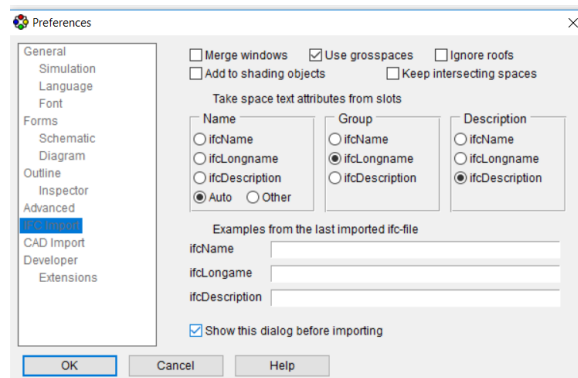 Preferences
General
Simulation
Language
Font
Forms
Schematic
Diagram
Outline
Inspector
Advanced
IFC Import
CAD Import
Developer
Extensions
Merge windows Use grosspaces Ignore roofs
Add to shading objects Keep intersecting spaces
Take space text attributes from slots
Name Group Description
ifcName ifcName ifcName
ifcLongname ifcLongname ifcLongname
ifcDescription ifcDescription ifcDescription
Auto Other
Examples from the last imported ifc-file
ifcName
ifcLongame
ifcDescription
Show this dialog before importing
OK Cancel Help